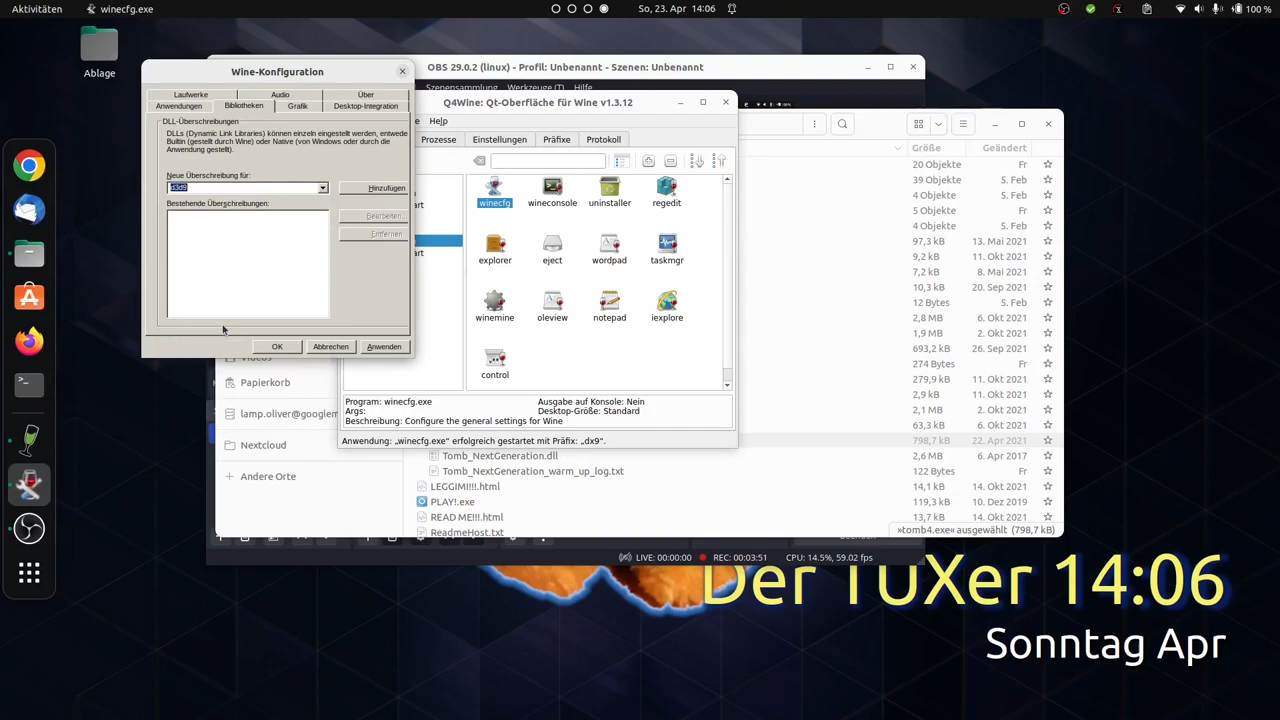 Aktivitäten
winecfg.exe
So, 23. Apr 14:06
100 %
Ablage
OBS 29.0.2 (linux) - Profil: Unbenannt - Szenen: Unbenannt
Szenensammlung Werkzeuge (T) Hilfe
Wine-Konfiguration
Laufwerke
Audio
Über
Anwendungen
Bibliotheken
Grafik
Desktop-Integration
DLL-Überschreibungen
DLLs (Dynamic Link Libraries) können einzeln eingestellt werden, entwede
Builtin (gestellt durch Wine) oder Native (von Windows oder durch die
Anwendung gestellt).
Neue Überschreibung für:
d3d9
Hinzufügen
Bestehende Überschreibungen:
Bearbeiten...
Entfernen
OK
Abbrechen
Anwenden
Q4Wine: Qt-Oberfläche für Wine v1.3.12
e
Help
Prozesse
Einstellungen
Präfixe
Protokoll
art
art
winecfg
wineconsole
uninstaller
regedit
explorer
eject
wordpad
taskmgr
winemine
oleview
notepad
iexplore
control
Program: winecfg.exe
Args:
Beschreibung: Configure the general settings for Wine
Ausgabe auf Konsole: Nein
Desktop-Größe: Standard
Anwendung: „winecfg.exe“ erfolgreich gestartet mit Präfix: „dx9“.
Größe
Geändert
20 Objekte Fr
39 Objekte 5. Feb
4 Objekte 5. Feb
5 Objekte Fr
4 Objekte Fr
97,3 kB 13. Mai 2021
9,2 kB 11. Okt 2021
7,2 kB 8. Mai 2021
10,3 kB 20. Sep 2021
12 Bytes 5. Feb
2,8 MB 6. Okt 2021
1,9 MB 2. Okt 2021
693,2 kB 26. Sep 2021
274 Bytes Fr
279,9 kB 11. Okt 2021
2,9 kB 11. Okt 2021
2,1 MB 2. Okt 2021
63,3 kB 6. Okt 2021
798,7 kB 22. Apr 2021
Tomb_NextGeneration.dll 2,6 MB 6. Apr 2017
Tomb_NextGeneration_warm_up_log.txt 122 Bytes Fr
LEGGIMI!!!.html 14,1 kB 14. Okt 2021
PLAY!.exe 119,3 kB 10. Dez 2019
READ ME!!!.html 13,7 kB 14. Okt 2021
ReadmeHost.txt
»tomb4.exe« ausgewählt (798,7 kB)
Videos
Papierkorb
lamp.oliver@googlem
Nextcloud
Andere Orte
LIVE: 00:00:00
REC: 00:03:51
CPU: 14.5%, 59.02 fps
Der TUXer 14:06
Sonntag Apr